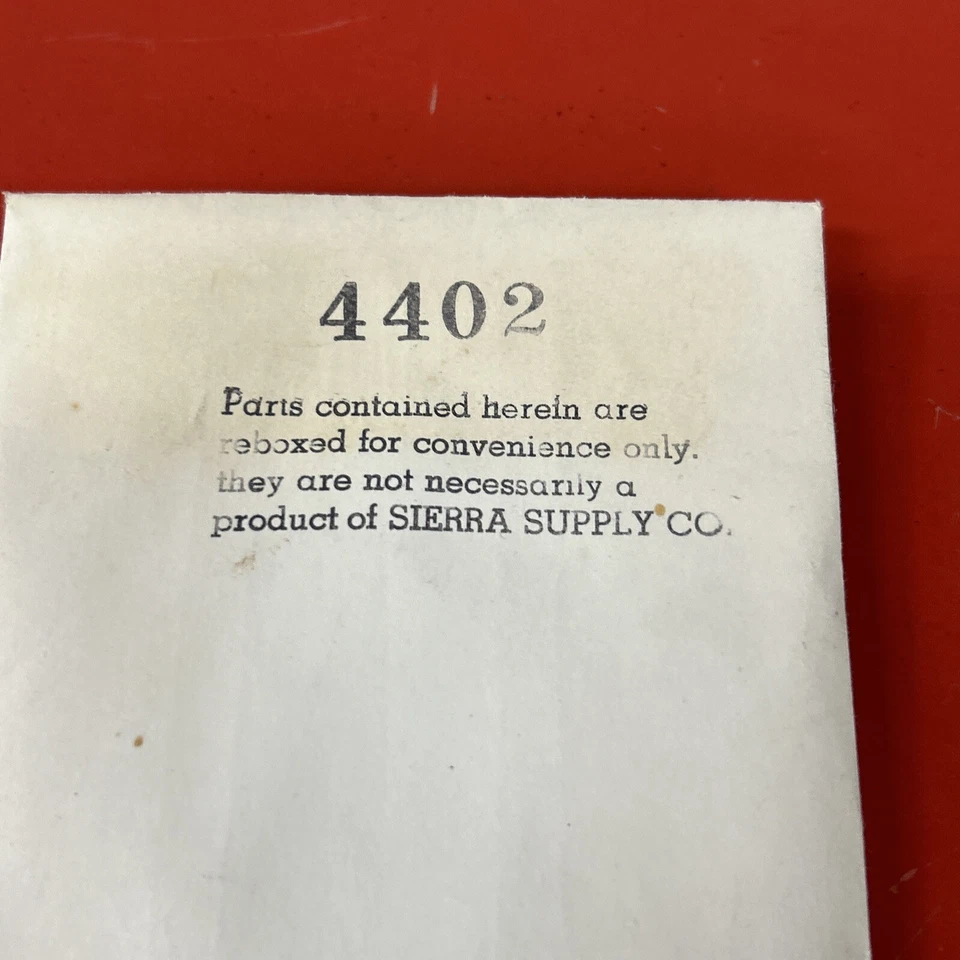 4402
Parts contained herein are
reboxed for convenience only.
they are not necessarily a
product of SIERRA SUPPLY CO.